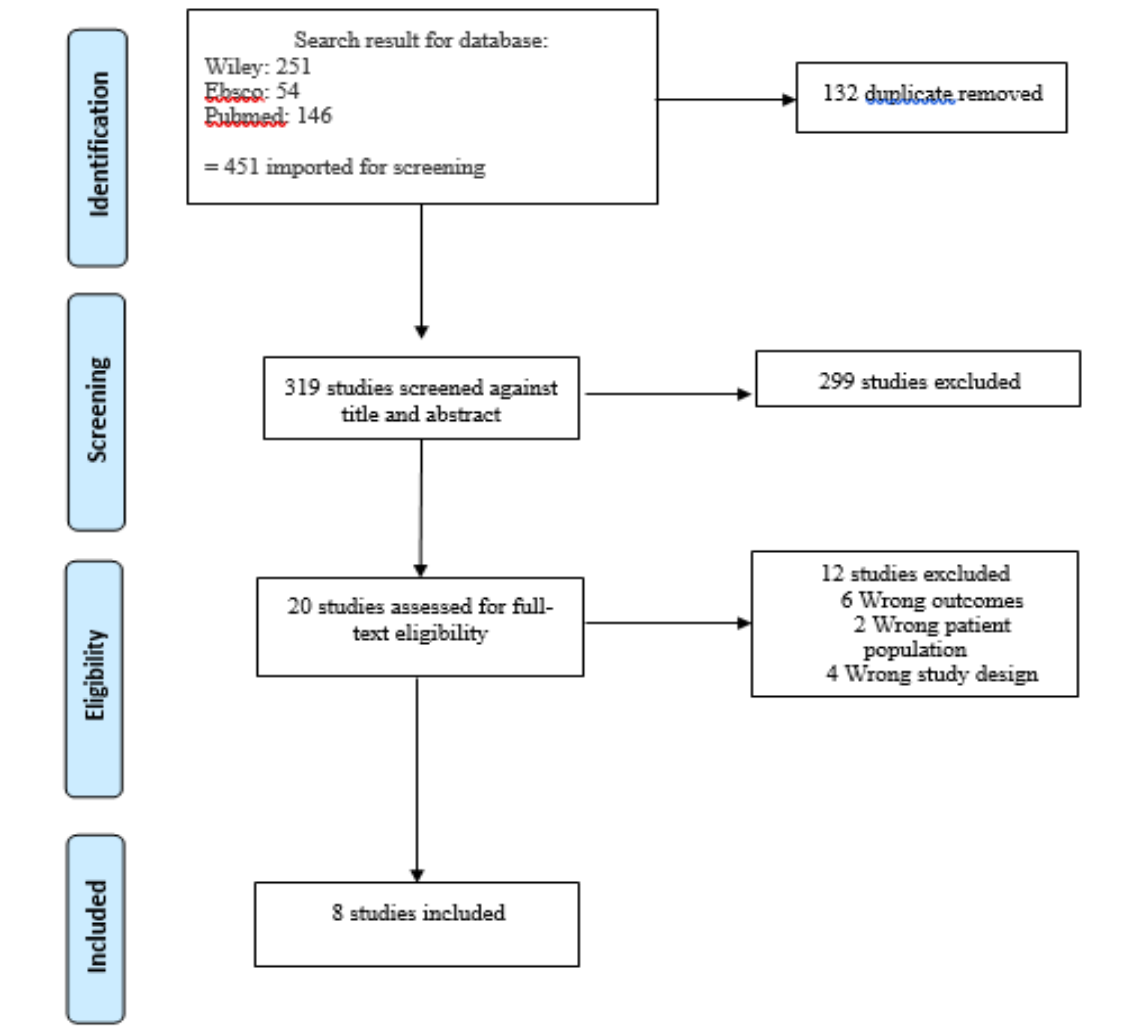 Identification
Search result for database:
Wiley: 251
Ebsco: 54
Pubmed: 146
= 451 imported for screening
132 duplicate removed
Screening
319 studies screened against
title and abstract
299 studies excluded
Eligibility
20 studies assessed for full-
text eligibility
12 studies excluded
6 Wrong outcomes
2 Wrong patient
population
4 Wrong study design
Included
8 studies included